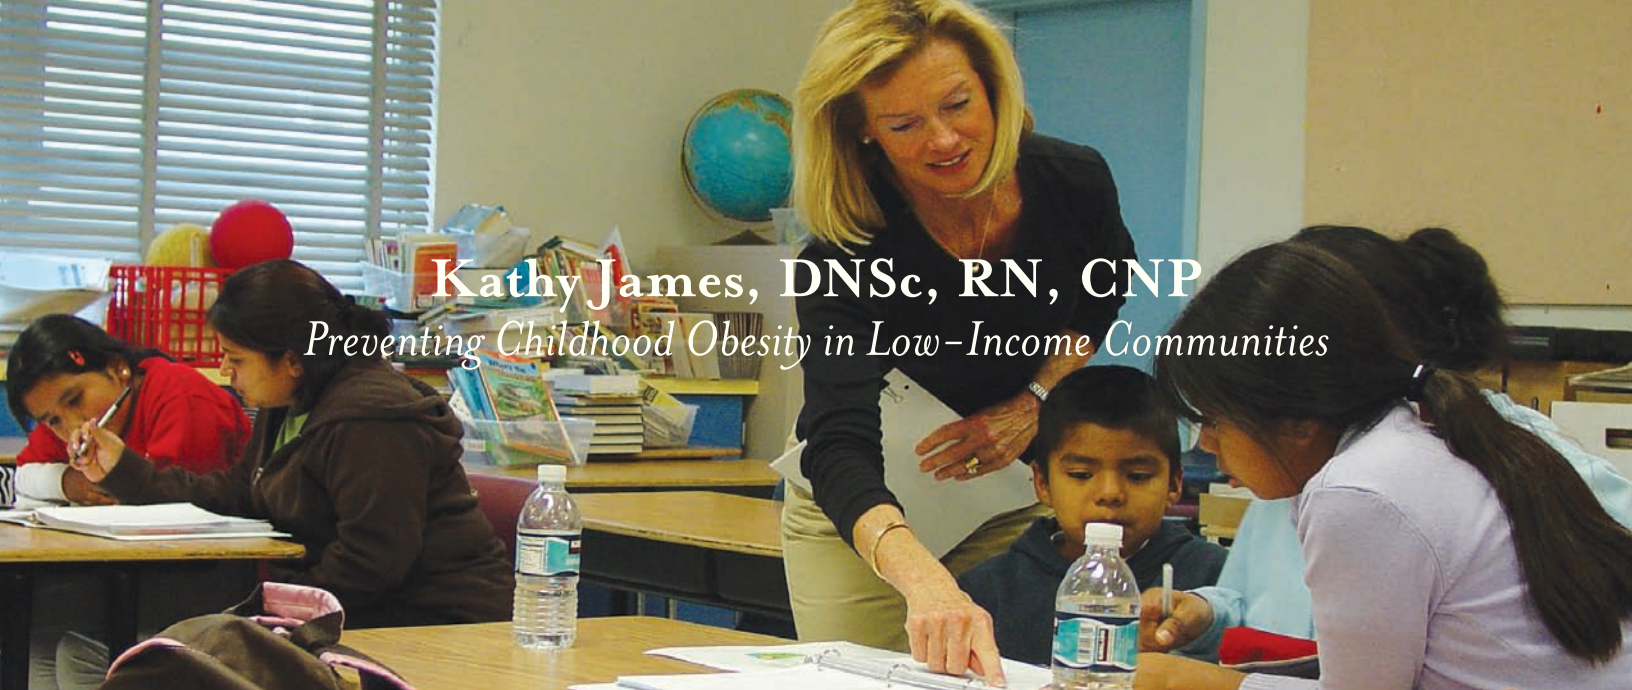 Kathy James, DNSc, RN, CNP
Preventing Childhood Obesity in Low-Income Communities